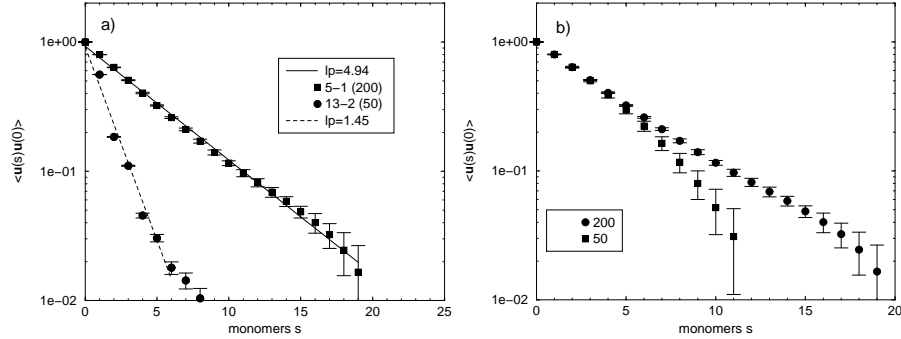 a)
1e+00
1e-01
1e-02
<u(s)u(0)>
lp=4.94
5-1 (200)
13-2 (50)
lp=1.45
0 5 10 15 20 25
monomers s
b)
1e+00
1e-01
1e-02
<u(s)u(0)>
200
50
0 5 10 15 20
monomers s